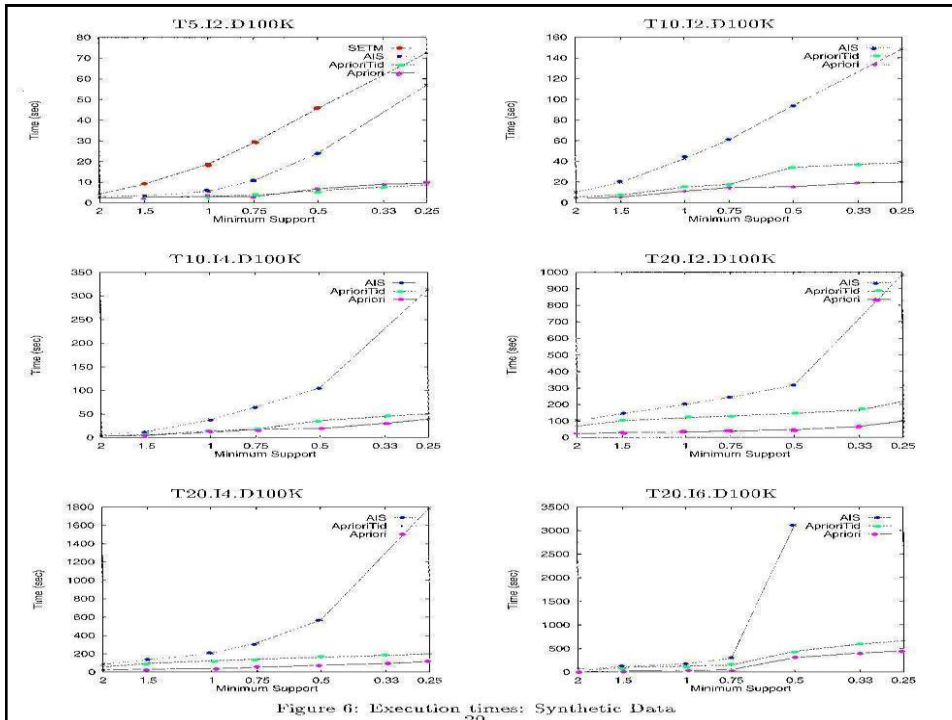 T5.I2.D100K
80
70
60
50
40
30
20
10
0
Time (sec)
SETM
AIS
AprioriTid
Apriori
2 1.5 1 0.75 0.5 0.33 0.25
Minimum Support
T10.I2.D100K
160
140
120
100
80
60
40
20
0
Time (sec)
AIS
AprioriTid
Apriori
2 1.5 1 0.75 0.5 0.33 0.25
Minimum Support
T10.I4.D100K
350
300
250
200
150
100
50
0
Time (sec)
AIS
AprioriTid
Apriori
2 1.5 1 0.75 0.5 0.33 0.25
Minimum Support
T20.I2.D100K
1000
900
800
700
600
500
400
300
200
100
0
Time (sec)
AIS
AprioriTid
Apriori
2 1.5 1 0.75 0.5 0.33 0.25
Minimum Support
T20.I4.D100K
1800
1600
1400
1200
1000
800
600
400
200
0
Time (sec)
AIS
AprioriTid
Apriori
2 1.5 1 0.75 0.5 0.33 0.25
Minimum Support
T20.I6.D100K
3500
3000
2500
2000
1500
1000
500
0
Time (sec)
AIS
AprioriTid
Apriori
2 1.5 1 0.75 0.5 0.33 0.25
Minimum Support
Figure 6: Execution times: Synthetic Data